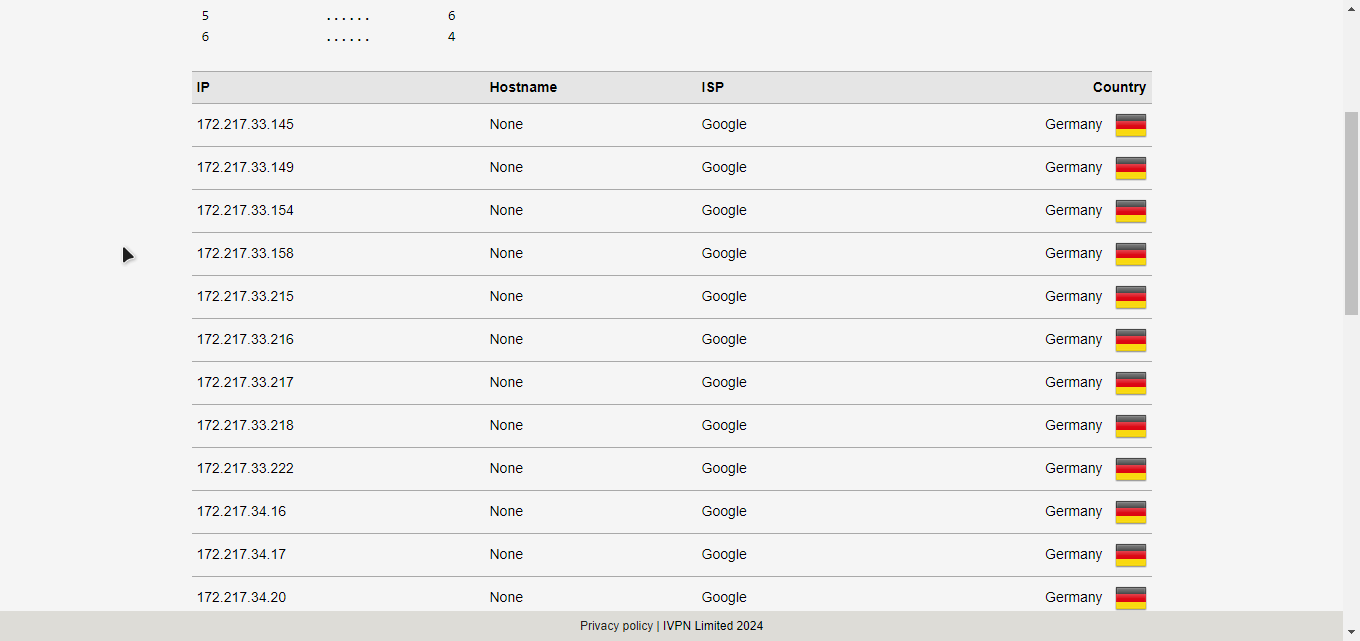 5 ...... 6
6 ...... 4
IP Hostname ISP Country
172.217.33.145 None Google Germany
172.217.33.149 None Google Germany
172.217.33.154 None Google Germany
172.217.33.158 None Google Germany
172.217.33.215 None Google Germany
172.217.33.216 None Google Germany
172.217.33.217 None Google Germany
172.217.33.218 None Google Germany
172.217.33.222 None Google Germany
172.217.34.16 None Google Germany
172.217.34.17 None Google Germany
172.217.34.20 None Google Germany
Privacy policy | IVPN Limited 2024